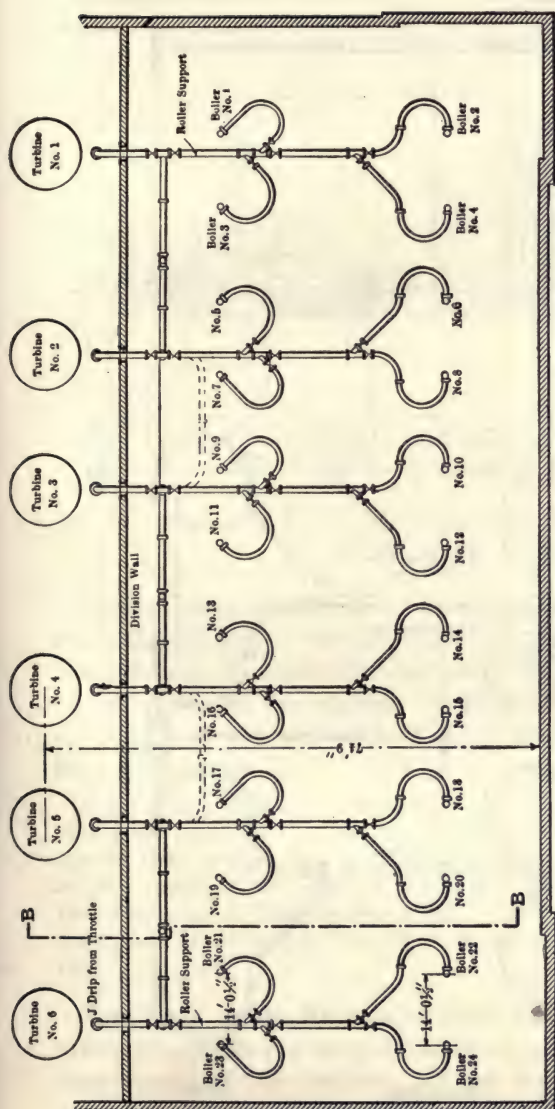 Turbine
No. 6
Turbine
No. 5
Turbine
No. 4
Turbine
No. 3
Turbine
No. 2
Turbine
No. 1
J Drip from Throttle
Division Wall
B
Roller Support
Roller Support
Boiler
No.23
14'-0½"
Boiler
No.21
No.19
No.17
No.15
No.13
No.11
No.9
No.7
No.5
Boiler
No.3
Boiler
No.1
71' 9"
Boiler
No.24
14'-0½"
Boiler
No.22
B
No.20
No.18
No.16
No.14
No.12
No.10
No.8
No.6
Boiler
No.4
Boiler
No.2